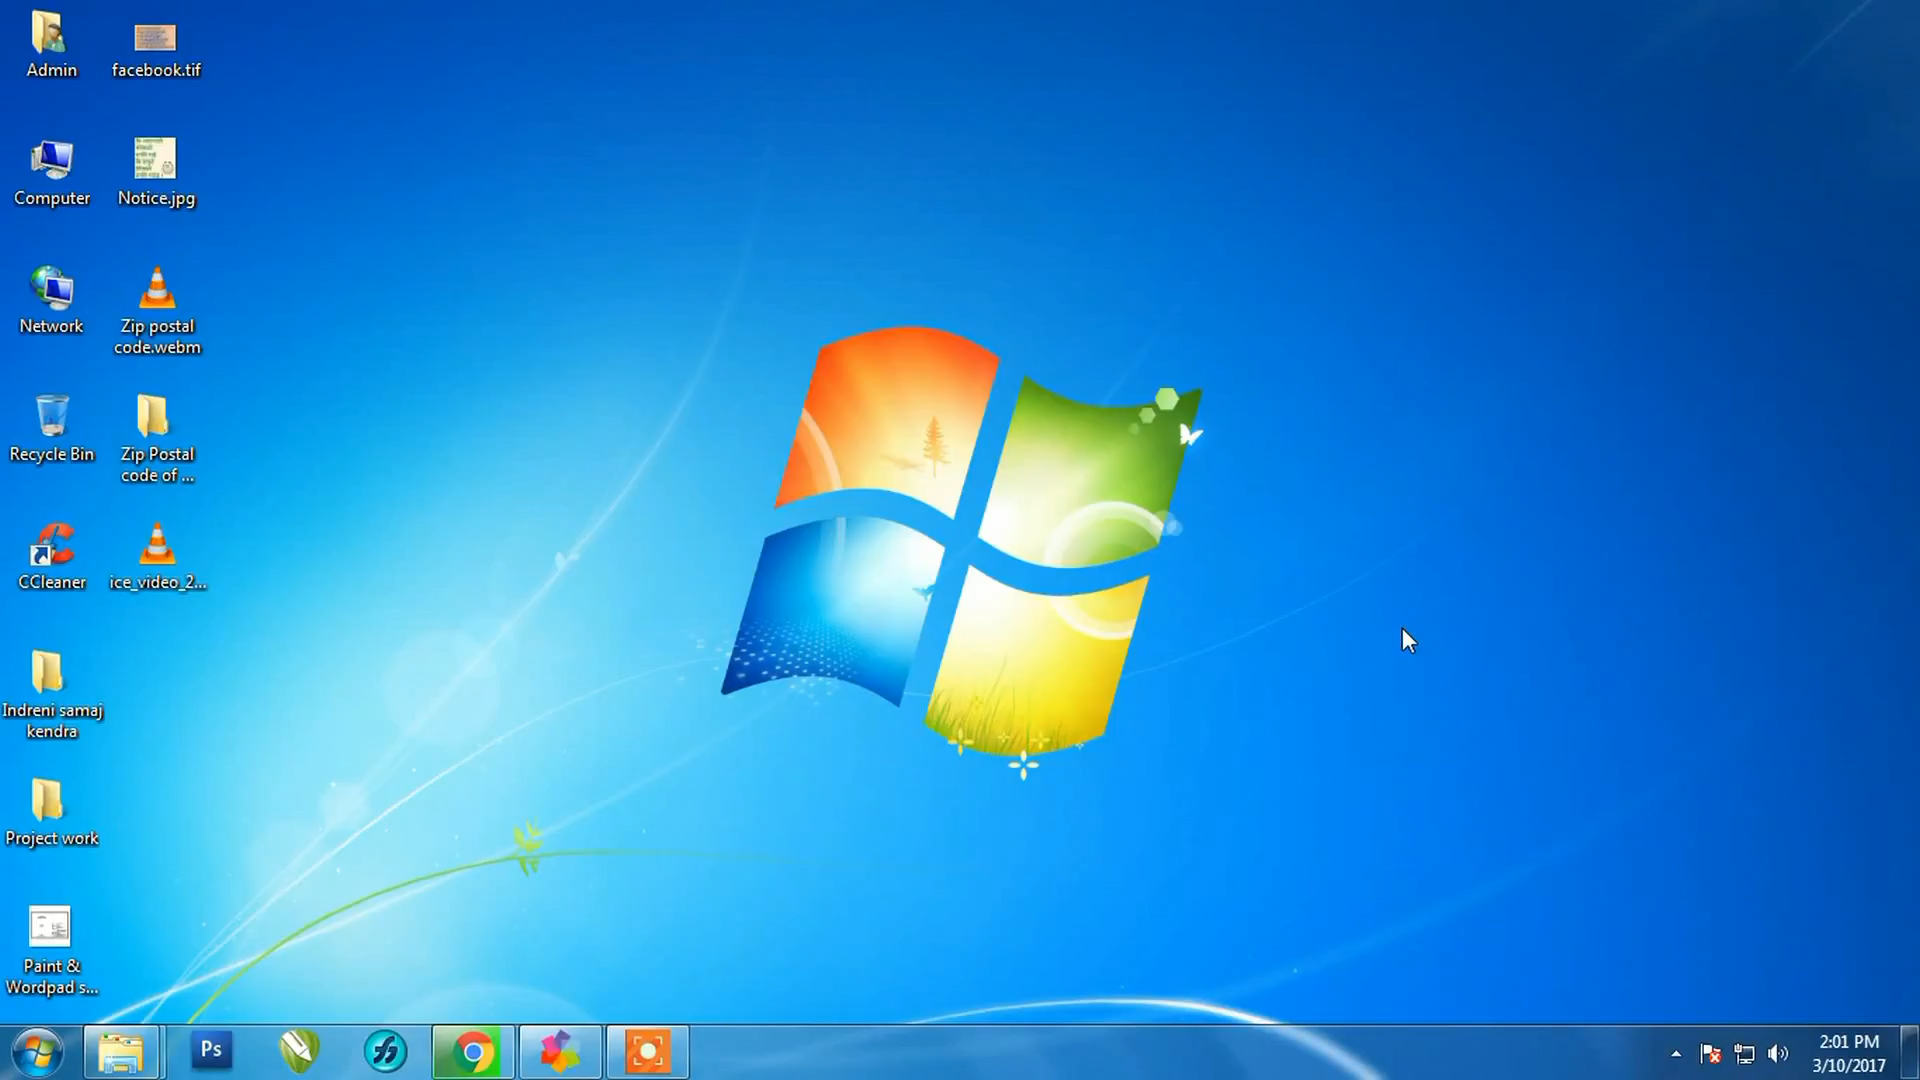 Admin
facebook.tif
Computer
Notice.jpg
Network
Zip postal
code.webm
Recycle Bin
Zip Postal
code of ...
CCleaner
ice_video_2...
Indreni samaj
kendra
Project work
Paint &
Wordpad s...
Ps
2:01 PM
3/10/2017